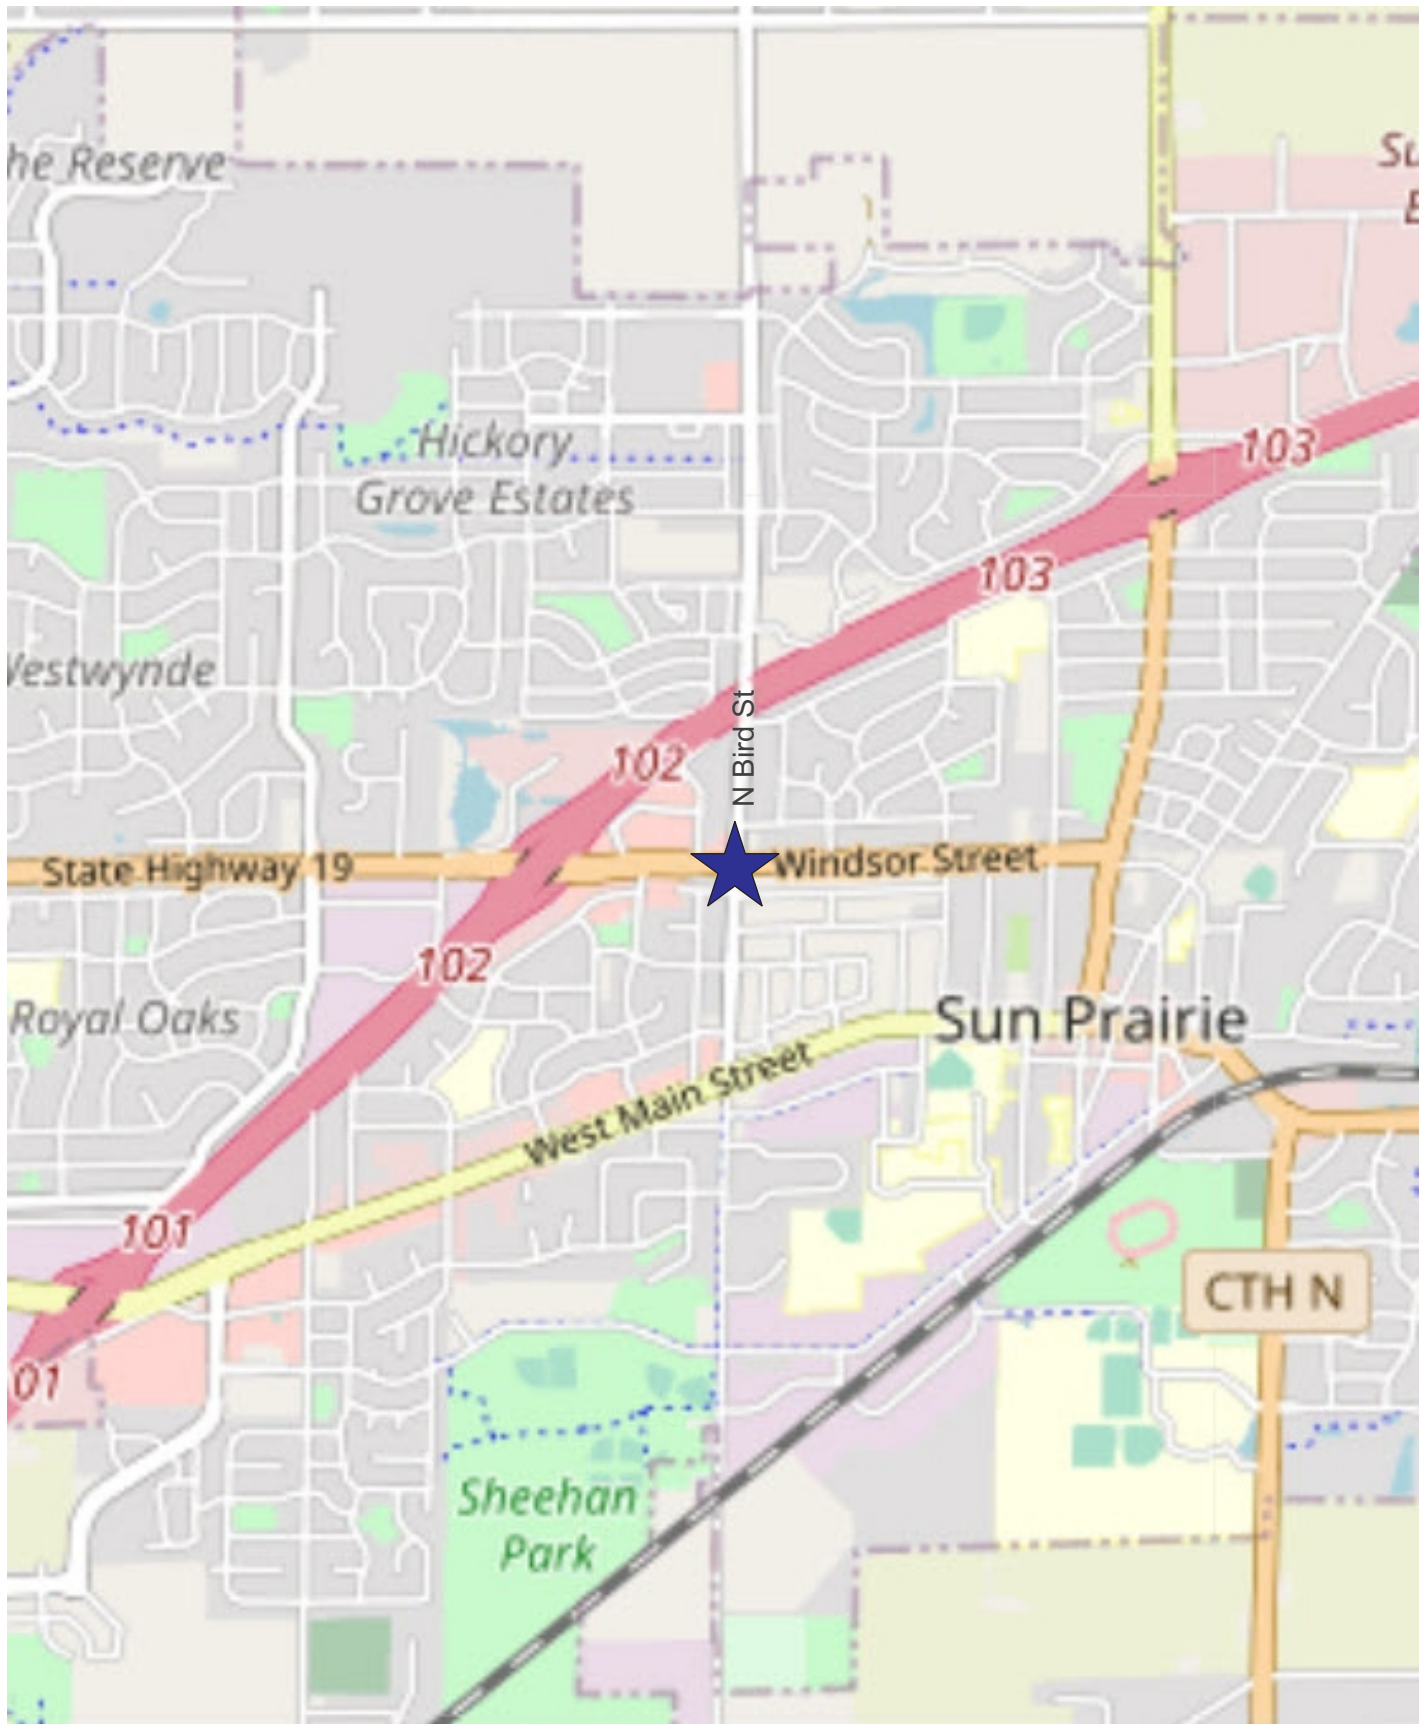 he Reserve
Su
E
Hickory
Grove Estates
103
103
Westwynde
N Bird St
102
State Highway 19
Windsor Street
102
Royal Oaks
Sun Prairie
West Main Street
101
CTH N
01
Sheehan
Park